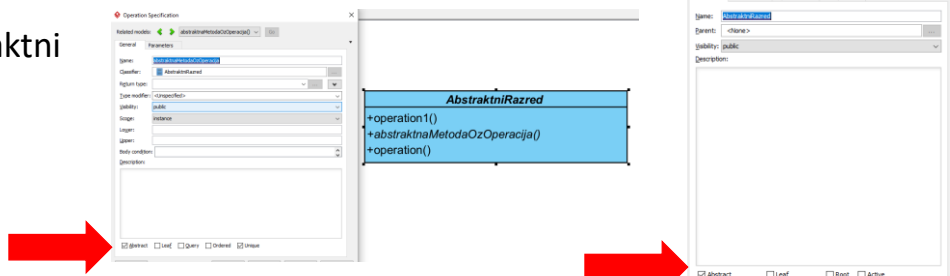 aktni
Operation Specification
Related models: abstraktnaMetodaOzOperacija() Go
General Parameters
Name: abstraktnaMetodaOzOperacija
Classifier: AbstraktniRazred
Return type:
Type modifier: <Unspecified>
Visibility: public
Scope: instance
Lower:
Upper:
Body condition:
Description:
Abstract Leaf Query Ordered Unique
AbstraktniRazred
+operation1()
+abstraktnaMetodaOzOperacija()
+operation()
Name: AbstraktniRazred
Parent: <None>
Visibility: public
Description:
Abstract Leaf Root Active